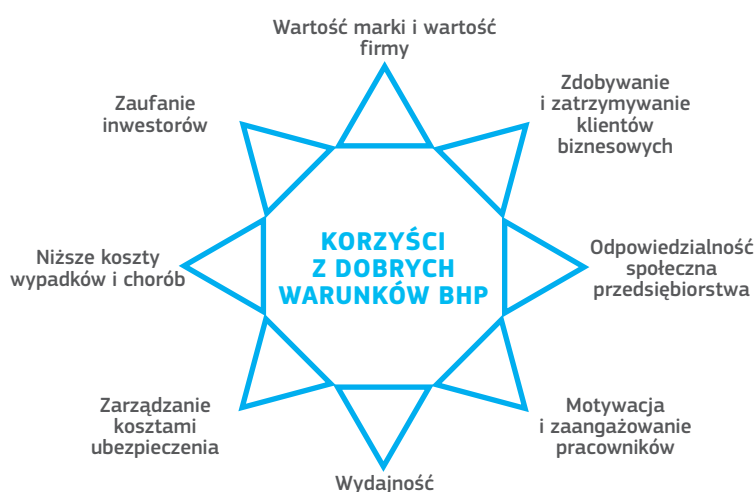 Wartość marki i wartość
firmy
Zdobywanie
i zatrzymywanie
klientów
biznesowych
Odpowiedzialność
społeczna
przedsiębiorstwa
Motywacja
i zaangażowanie
pracowników
Wydajność
Zarządzanie
kosztami
ubezpieczenia
Niższe koszty
wypadków i chorób
Zaufanie
inwestorów
KORZYŚCI
Z DOBRYCH
WARUNKÓW BHP